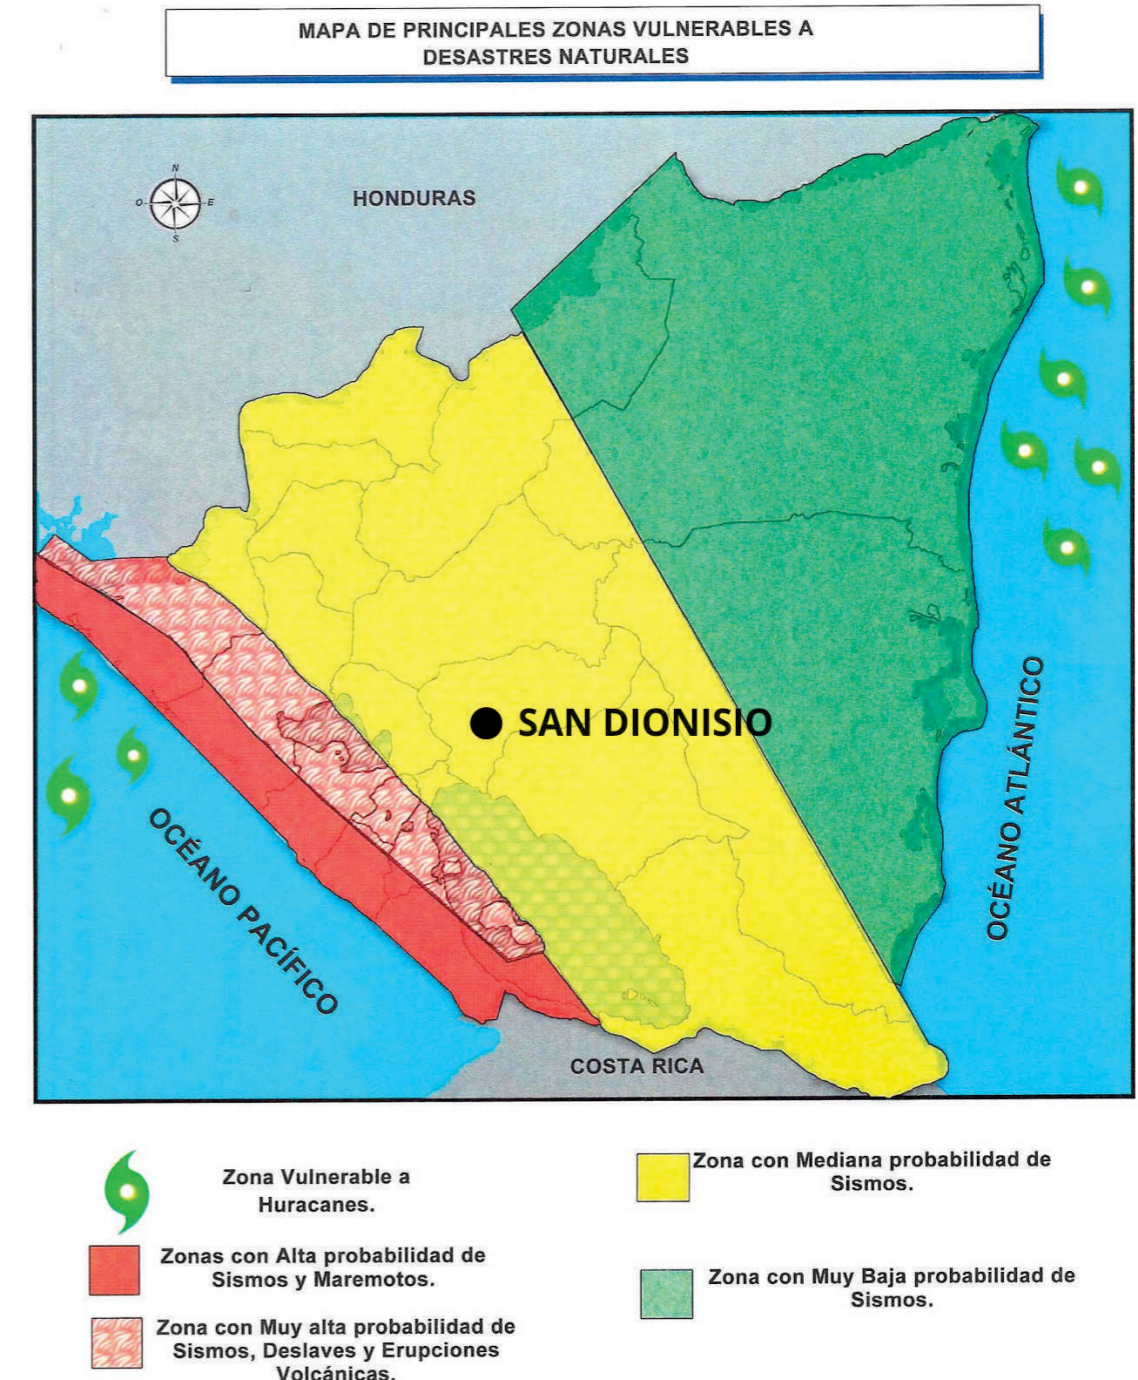 MAPA DE PRINCIPALES ZONAS VULNERABLES A
DESASTRES NATURALES
N
O
E
S
HONDURAS
SAN DIONISIO
OCÉANO PACÍFICO
OCÉANO ATLÁNTICO
COSTA RICA
Zona Vulnerable a
Huracanes.
Zonas con Alta probabilidad de
Sismos y Maremotos.
Zona con Muy alta probabilidad de
Sismos, Deslaves y Erupciones
Volcánicas.
Zona con Mediana probabilidad de
Sismos.
Zona con Muy Baja probabilidad de
Sismos.